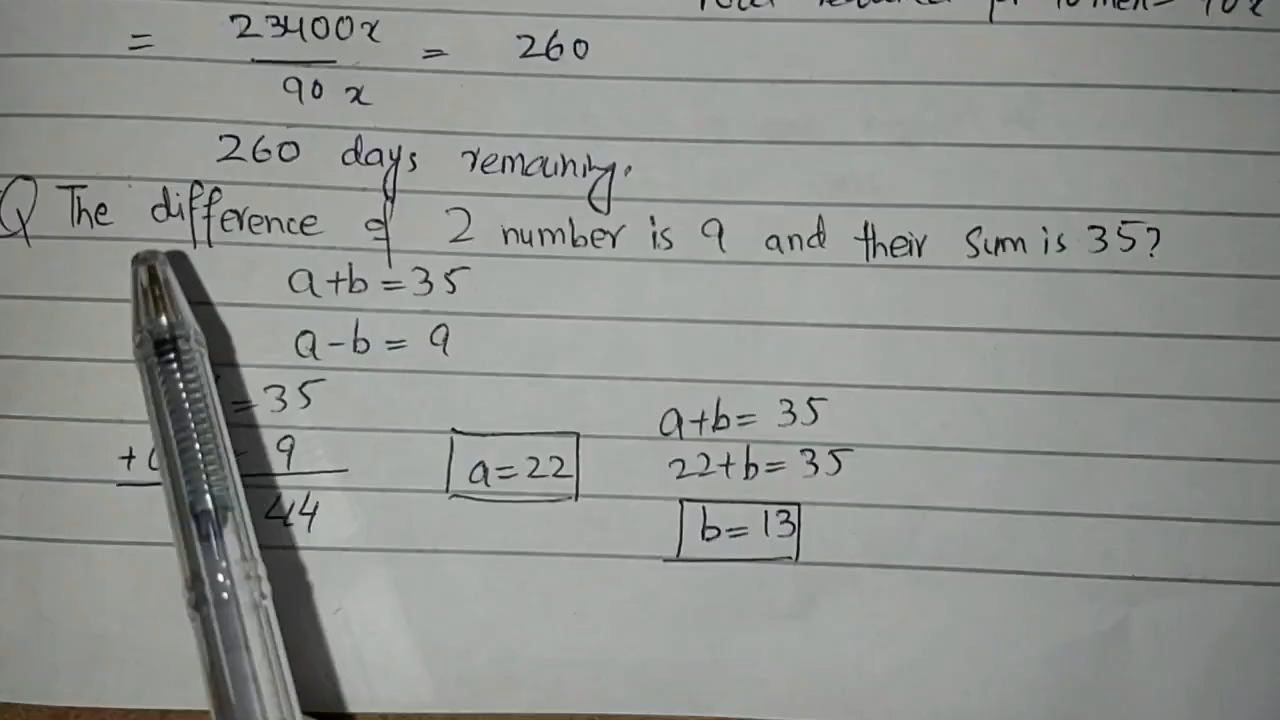 = 23400x / 90x = 260
260 days remaining.
Q The difference of 2 number is 9 and their sum is 35?
a+b=35
a-b=9
=35
+ 9
44
a=22
a+b=35
22+b=35
b=13